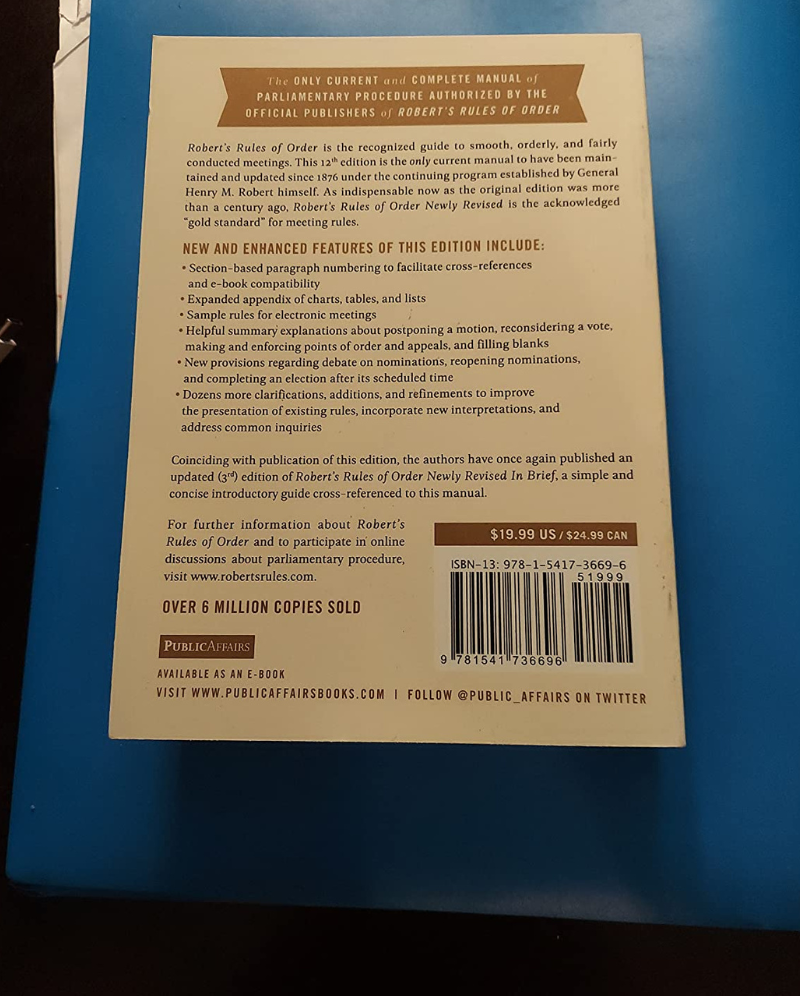 The ONLY CURRENT and COMPLETE MANUAL of
PARLIAMENTARY PROCEDURE AUTHORIZED BY THE
OFFICIAL PUBLISHERS of ROBERT'S RULES OF ORDER
Robert's Rules of Order is the recognized guide to smooth, orderly, and fairly
conducted meetings. This 12th edition is the only current manual to have been main-
tained and updated since 1876 under the continuing program established by General
Henry M. Robert himself. As indispensable now as the original edition was more
than a century ago, Robert's Rules of Order Newly Revised is the acknowledged
"gold standard" for meeting rules.
NEW AND ENHANCED FEATURES OF THIS EDITION INCLUDE:
• Section-based paragraph numbering to facilitate cross-references
and e-book compatibility
• Expanded appendix of charts, tables, and lists
• Sample rules for electronic meetings
• Helpful summary explanations about postponing a motion, reconsidering a vote,
making and enforcing points of order and appeals, and filling blanks
• New provisions regarding debate on nominations, reopening nominations,
and completing an election after its scheduled time
• Dozens more clarifications, additions, and refinements to improve
the presentation of existing rules, incorporate new interpretations, and
address common inquiries
Coinciding with publication of this edition, the authors have once again published an
updated (3rd) edition of Robert's Rules of Order Newly Revised In Brief, a simple and
concise introductory guide cross-referenced to this manual.
For further information about Robert's
Rules of Order and to participate in online
discussions about parliamentary procedure,
visit www.robertsrules.com.
OVER 6 MILLION COPIES SOLD
PUBLICAFFAIRS
AVAILABLE AS AN E-BOOK
VISIT WWW.PUBLICAFFAIRSBOOKS.COM | FOLLOW @PUBLIC_AFFAIRS ON TWITTER
$19.99 US / $24.99 CAN
ISBN-13: 978-1-5417-3669-6
51999
9 781541 736696